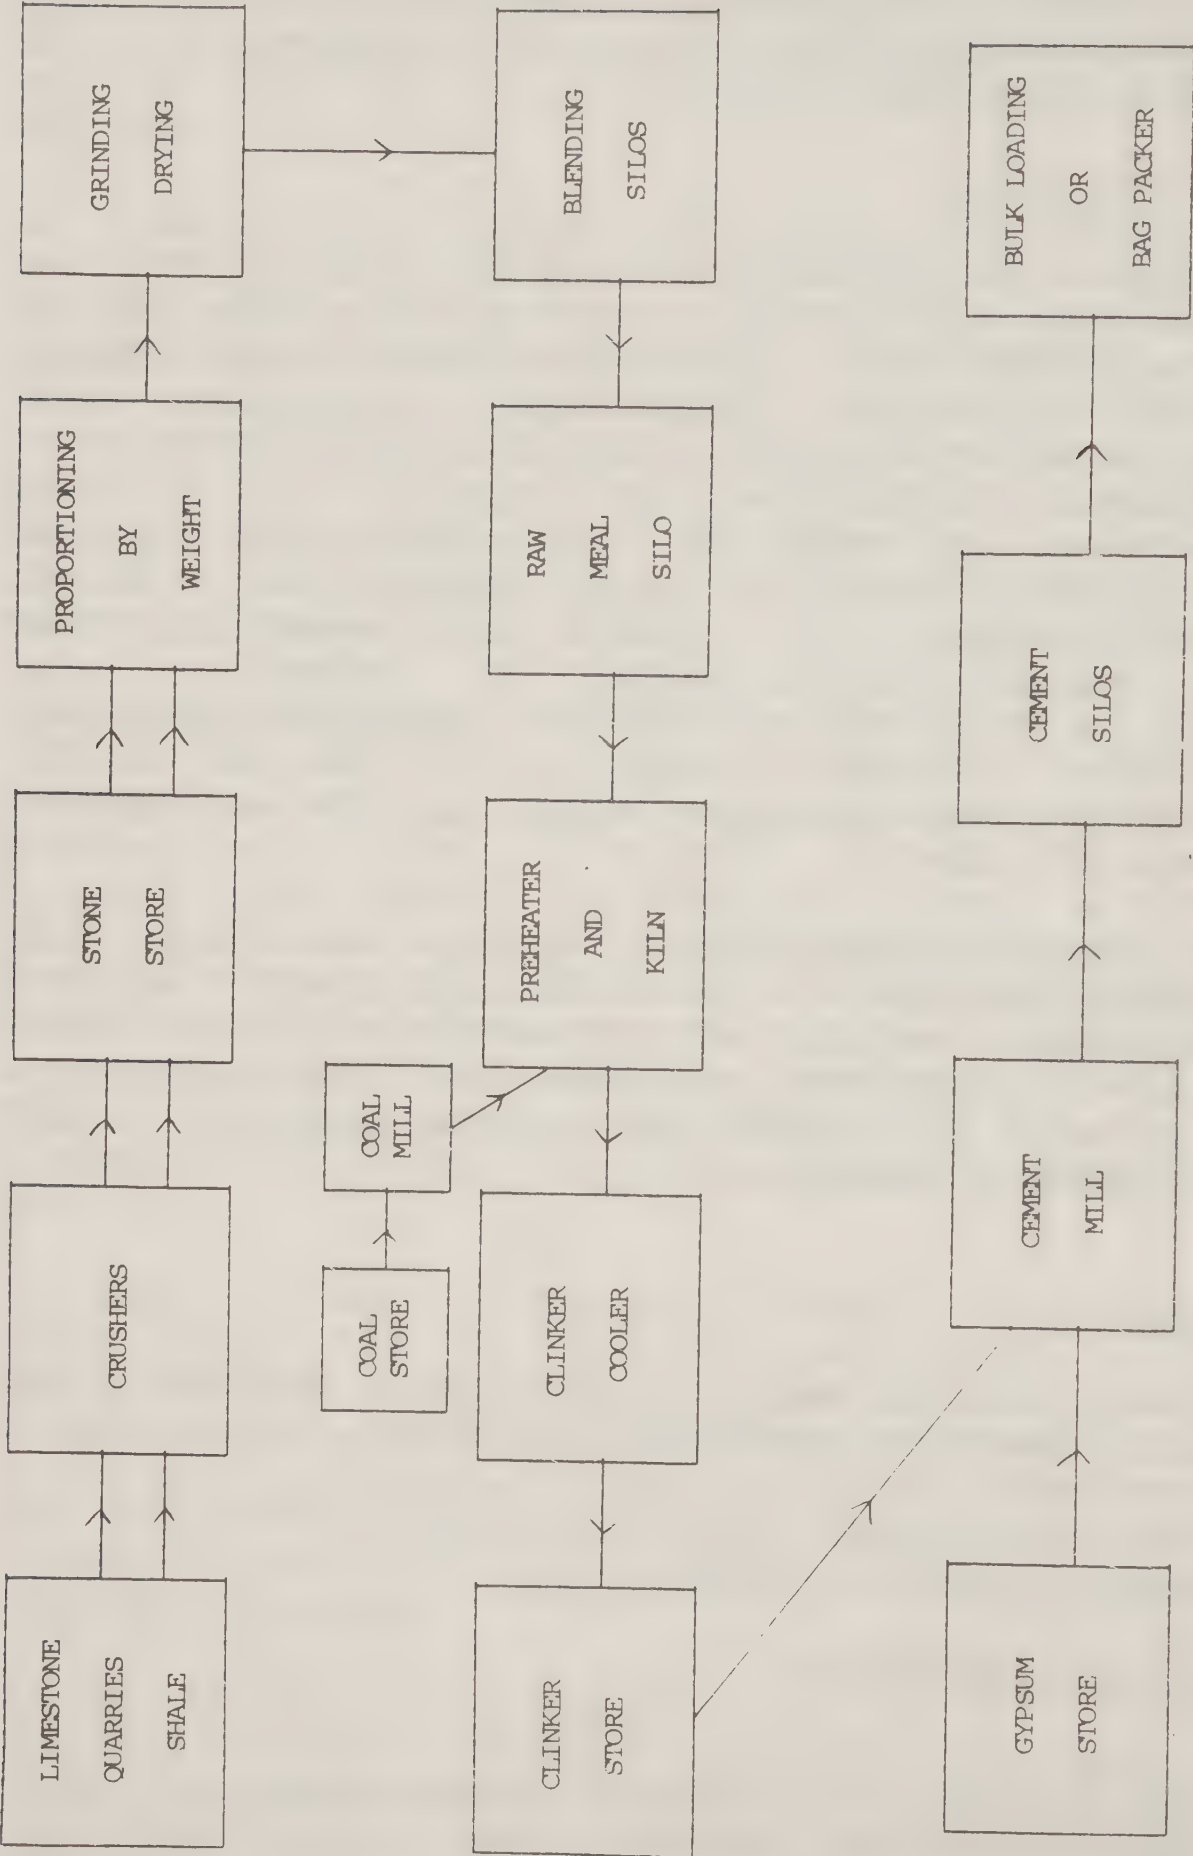 LIMESTONE
QUARRIES
SHALE
CRUSHERS
STONE
STORE
PROPORTIONING
BY
WEIGHT
GRINDING
DRYING
COAL
STORE
COAL
MILL
CLINKER
STORE
CLINKER
COOLER
PREHEATER
AND
KILN
RAW
MEAL
SILO
BLENDING
SILOS
GYPSUM
STORE
CEMENT
MILL
CEMENT
SILOS
BULK LOADING
OR
BAG PACKER